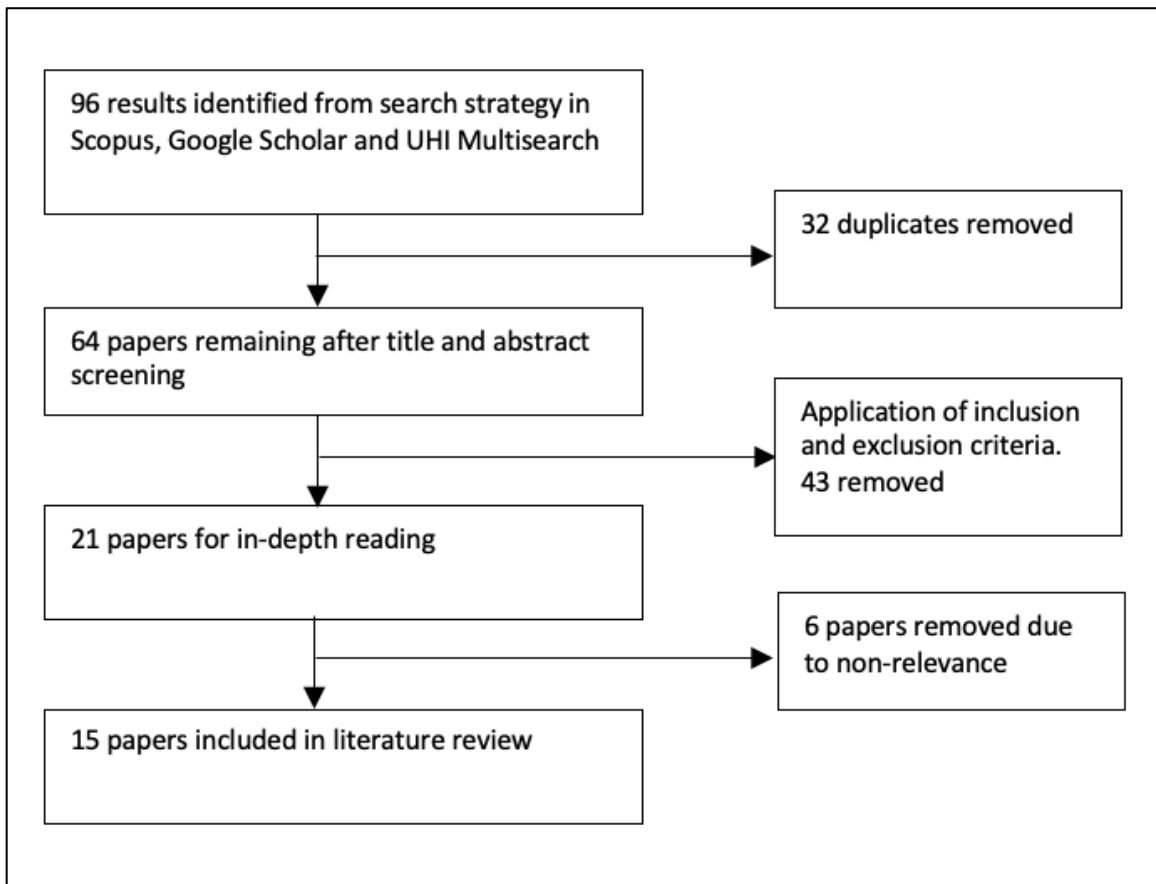 96 results identified from search strategy in
Scopus, Google Scholar and UHI Multisearch
32 duplicates removed
64 papers remaining after title and abstract
screening
Application of inclusion
and exclusion criteria.
43 removed
21 papers for in-depth reading
6 papers removed due
to non-relevance
15 papers included in literature review